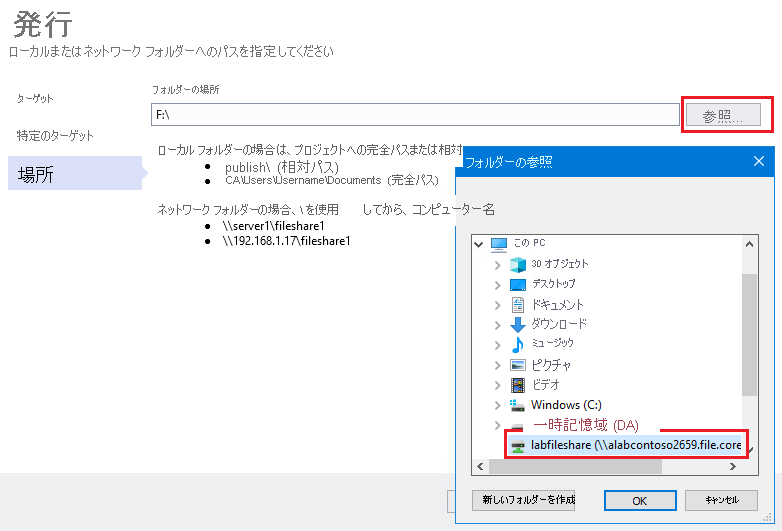 発行
ローカルまたはネットワーク フォルダーへのパスを指定してください
ターゲット
特定のターゲット
場所
フォルダーの場所
F:\
参照...
ローカル フォルダーの場合は、プロジェクトへの完全パスまたは相対
• publish\ (相対パス)
• CA\Users\Username\Documents (完全パス)
ネットワーク フォルダーの場合、\ を使用 してから、コンピューター名
• \\server1\fileshare1
• \\192.168.1.17\fileshare1
フォルダーの参照
この PC
30 オブジェクト
デスクトップ
ドキュメント
ダウンロード
ミュージック
ピクチャ
ビデオ
Windows (C:)
一時記憶域 (DA)
labfileshare (\\alabcontoso2659.file.core
新しいフォルダーを作成
OK
キャンセル